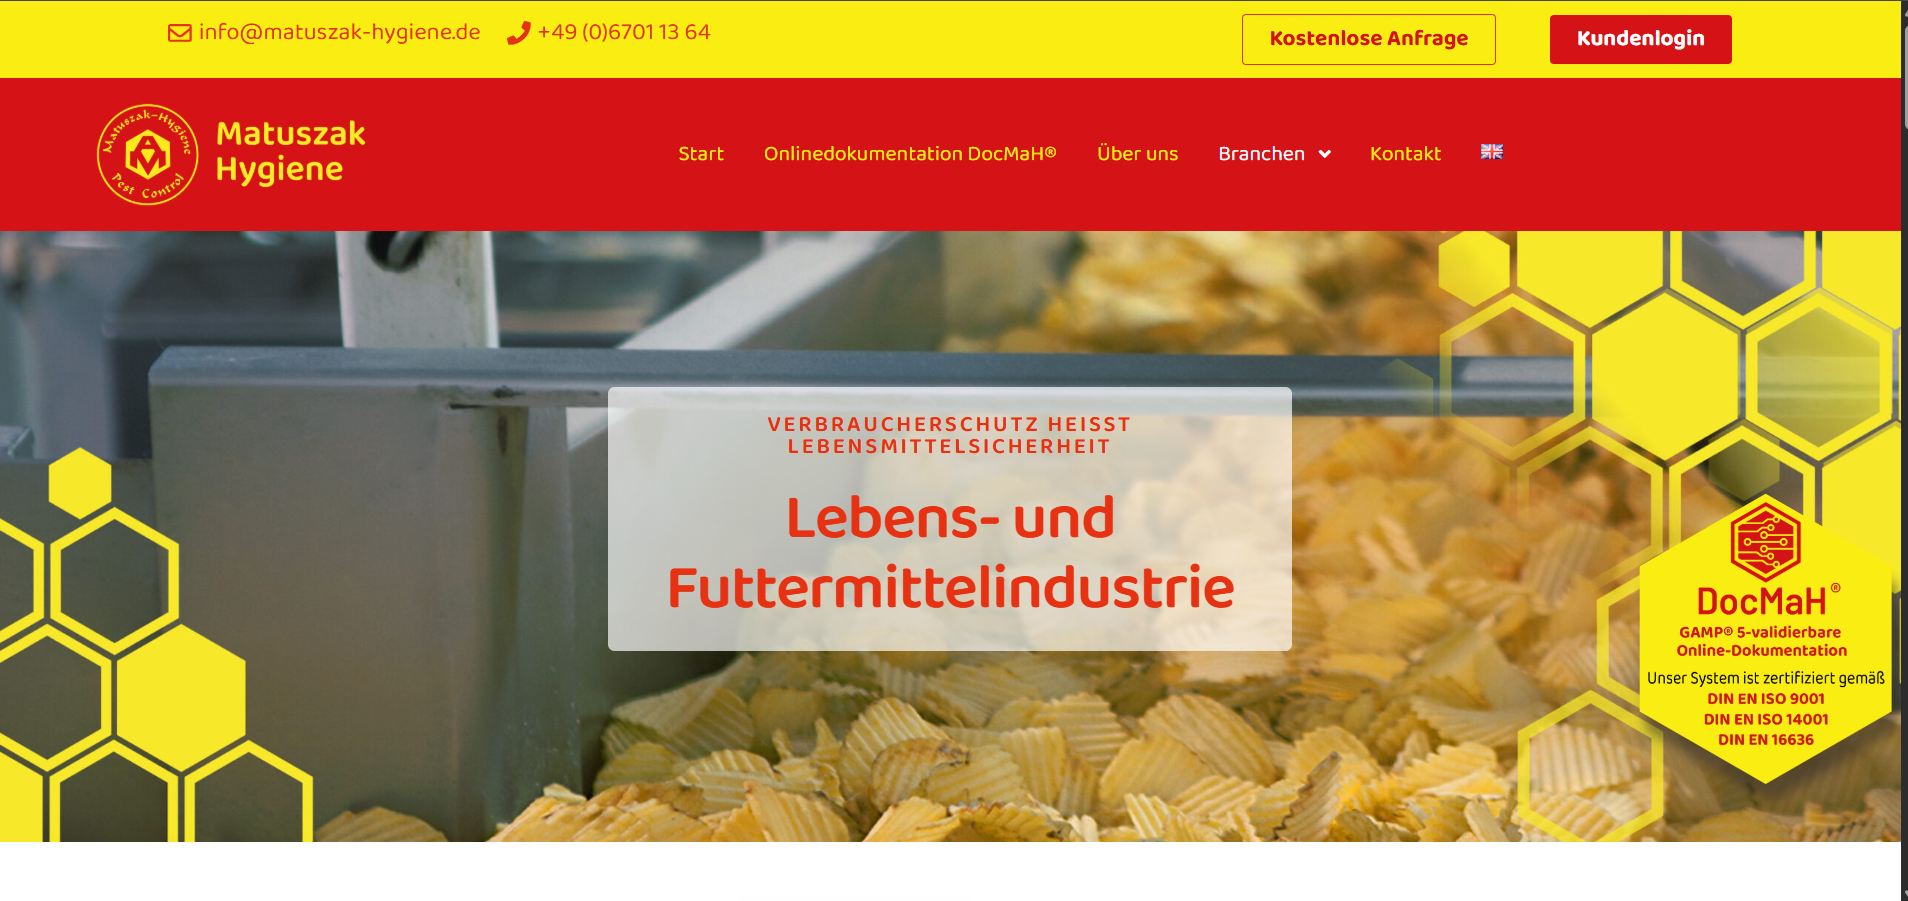 info@matuszak-hygiene.de
+49 (0)6701 13 64
Kostenlose Anfrage
Kundenlogin
Matuszak-Hygiene
Pest Control
Matuszak
Hygiene
Start
Onlinedokumentation DocMaH®
Über uns
Branchen
Kontakt
VERBRAUCHERSCHUTZ HEISST
LEBENSMITTELSICHERHEIT
Lebens- und
Futtermittelindustrie
DocMaH®
GAMP® 5-validierbare
Online-Dokumentation
Unser System ist zertifiziert gemäß
DIN EN ISO 9001
DIN EN ISO 14001
DIN EN 16636